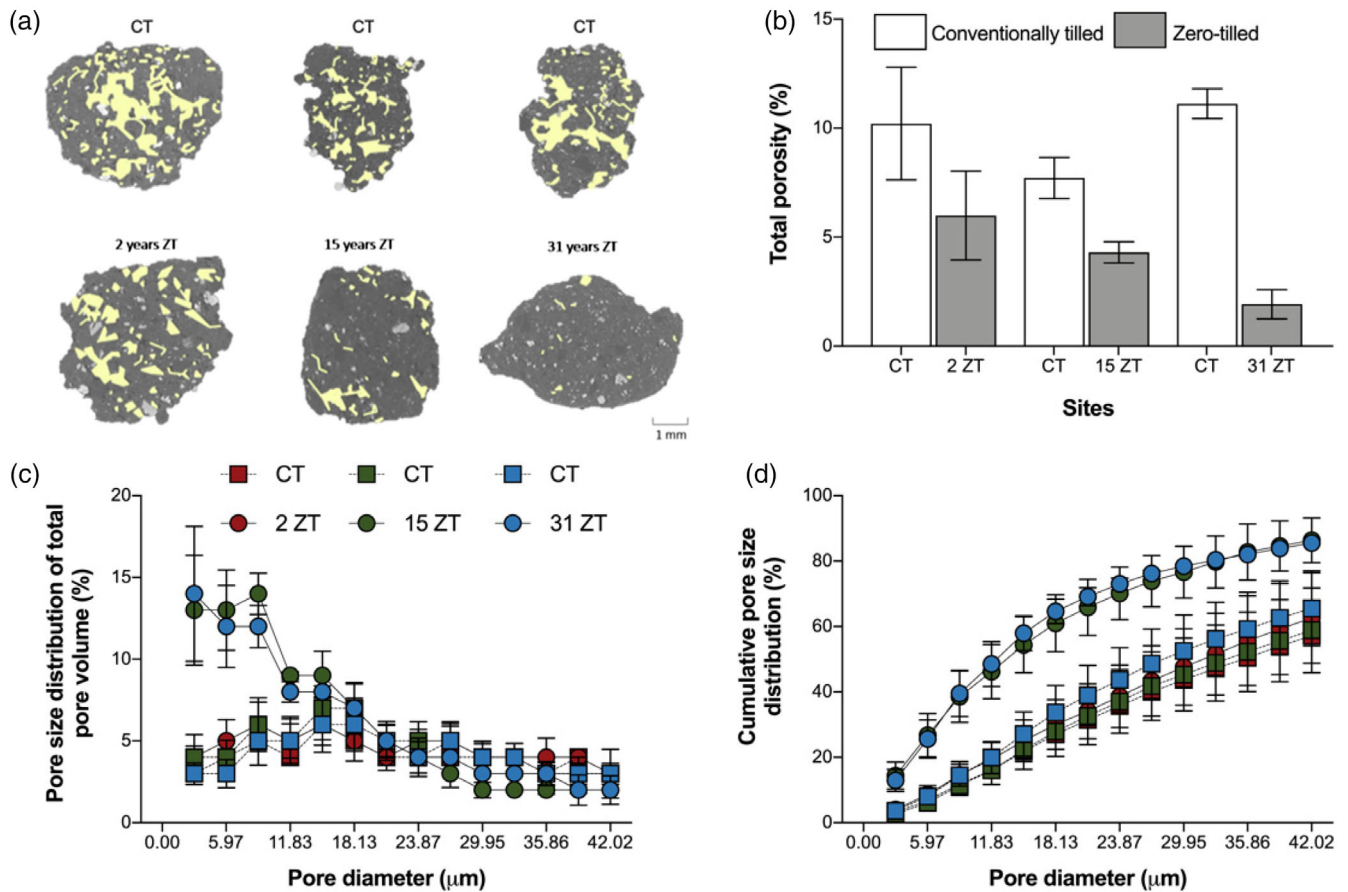 (a)
CT
CT
CT
2 years ZT
15 years ZT
31 years ZT
1 mm
(b)
15
10
5
0
Total porosity (%)
Conventionally tilled
Zero-tilled
CT
2 ZT
CT
15 ZT
CT
31 ZT
Sites
(c)
CT
CT
CT
2 ZT
15 ZT
31 ZT
Pore size distribution of total
pore volume (%)
20
15
10
5
0
0.00
5.97
11.83
18.13
23.87
29.95
35.86
42.02
Pore diameter (μm)
(d)
Cumulative pore size
distribution (%)
100
80
60
40
20
0
0.00
5.97
11.83
18.13
23.87
29.95
35.86
42.02
Pore diameter (μm)